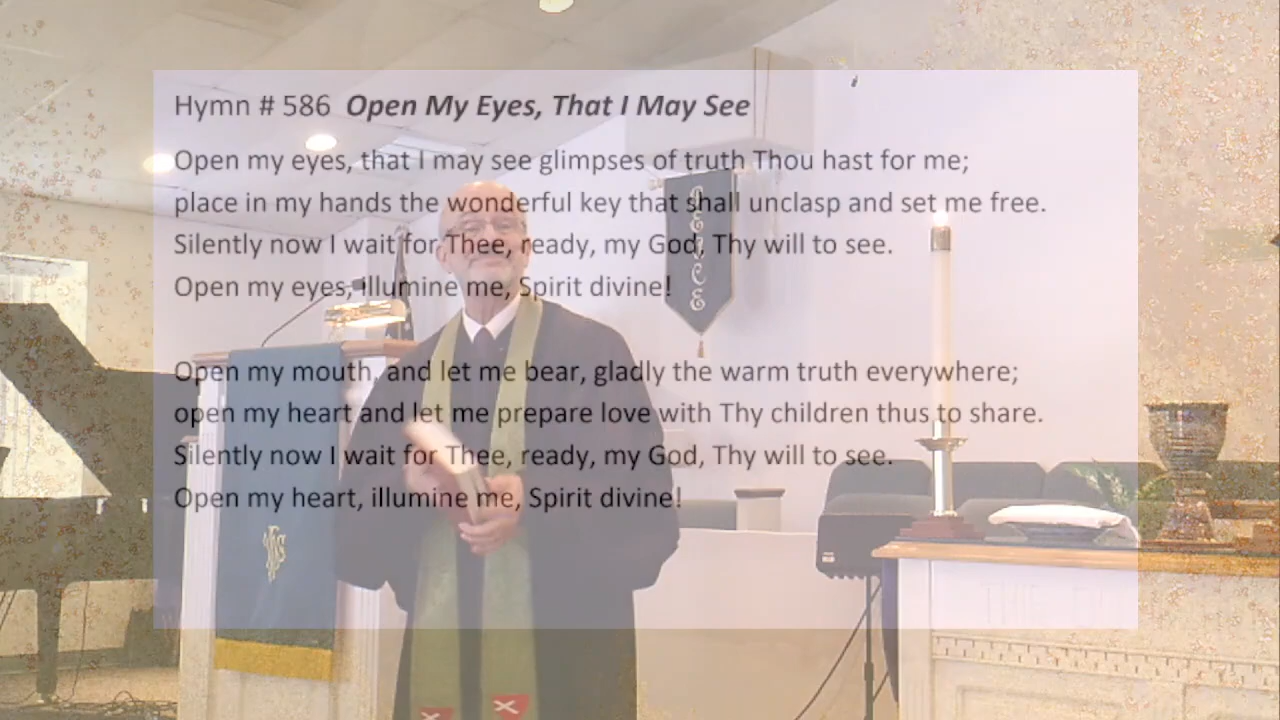 Hymn # 586 Open My Eyes, That I May See
Open my eyes, that I may see glimpses of truth Thou hast for me;
place in my hands the wonderful key that shall unclasp and set me free.
Silently now I wait for Thee, ready, my God, Thy will to see.
Open my eyes, illumine me, Spirit divine!
Open my mouth, and let me bear, gladly the warm truth everywhere;
open my heart and let me prepare love with Thy children thus to share.
Silently now I wait for Thee, ready, my God, Thy will to see.
Open my heart, illumine me, Spirit divine!